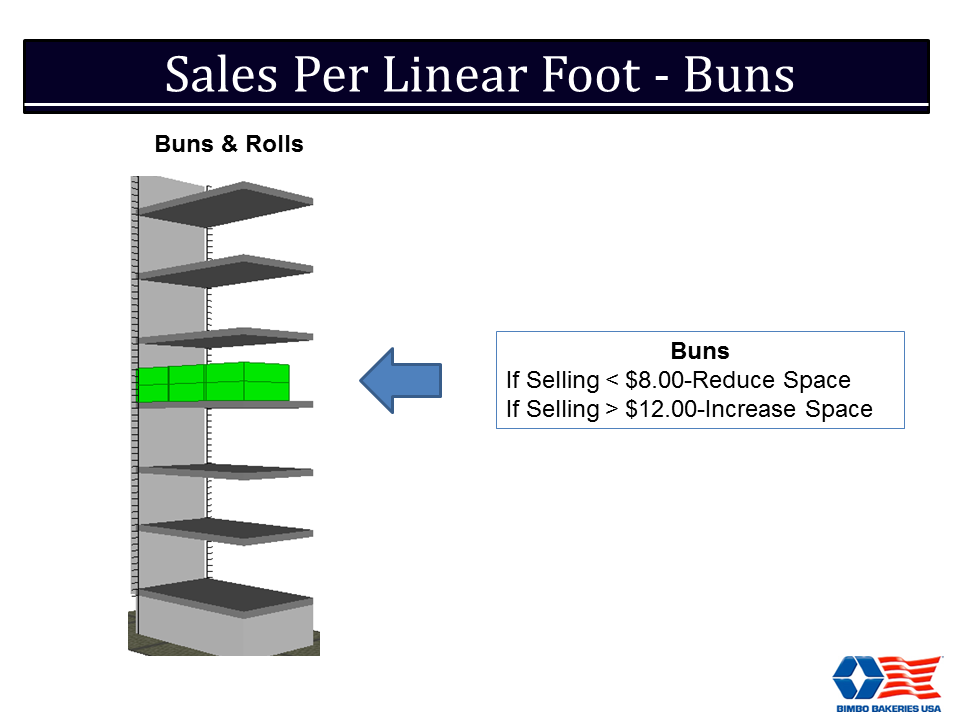 Sales Per Linear Foot - Buns
Buns & Rolls
Buns
If Selling < $8.00-Reduce Space
If Selling > $12.00-Increase Space
BIMBO BAKERIES USA